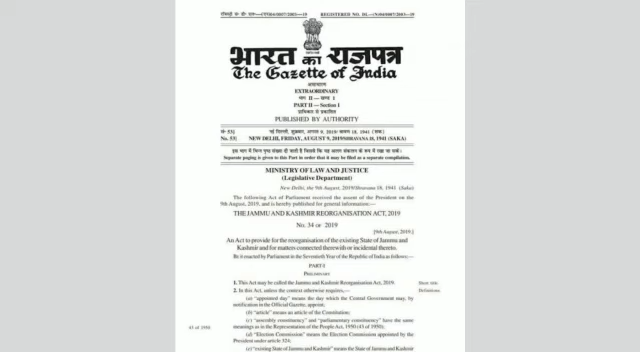 रजिस्ट्री सं० डी० एल०—(एन)04/0007/2003—19 REGISTERED NO. DL—(N)04/0007/2003—19
भारत का राजपत्र
The Gazette of India
असाधारण
EXTRAORDINARY
भाग II — खण्ड 1
PART II — Section 1
प्राधिकार से प्रकाशित
PUBLISHED BY AUTHORITY
सं० 53] नई दिल्ली, शुक्रवार, अगस्त 9, 2019/श्रावण 18, 1941 (शक)
No. 53] NEW DELHI, FRIDAY, AUGUST 9, 2019/SHRAVANA 18, 1941 (SAKA)
इस भाग में भिन्न पृष्ठ संख्या दी जाती है जिससे कि यह अलग संकलन के रूप में रखा जा सके।
Separate paging is given to this Part in order that it may be filed as a separate compilation.
MINISTRY OF LAW AND JUSTICE
(Legislative Department)
New Delhi, the 9th August, 2019/Shravana 18, 1941 (Saka)
The following Act of Parliament received the assent of the President on the
9th August, 2019, and is hereby published for general information:—
THE JAMMU AND KASHMIR REORGANISATION ACT, 2019
No. 34 OF 2019
[9th August, 2019.]
An Act to provide for the reorganisation of the existing State of Jammu and
Kashmir and for matters connected therewith or incidental thereto.
Be it enacted by Parliament in the Seventieth Year of the Republic of India as follows:—
PART-I
PRELIMINARY
1. This Act may be called the Jammu and Kashmir Reorganisation Act, 2019. Short title.
2. In this Act, unless the context otherwise requires,— Definitions.
(a) "appointed day" means the day which the Central Government may, by
notification in the Official Gazette, appoint;
(b) "article" means an article of the Constitution;
(c) "assembly constituency" and "parliamentary constituency" have the same
43 of 1950. meanings as in the Representation of the People Act, 1950 (43 of 1950);
(d) "Election Commission" means the Election Commission appointed by the
President under article 324;
(e) "existing State of Jammu and Kashmir" means the State of Jammu and Kashmir